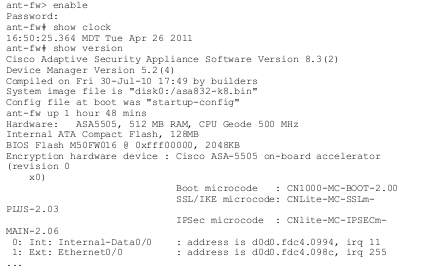 ant-fw> enable
Password:
ant-fw# show clock
16:50:25.364 MDT Tue Apr 26 2011
ant-fw# show version
Cisco Adaptive Security Appliance Software Version 8.3(2)
Device Manager Version 5.2(4)
Compiled on Fri 30-Jul-10 17:49 by builders
System image file is "disk0:/asa832-k8.bin"
Config file at boot was "startup-config"
ant-fw up 1 hour 48 mins
Hardware:   ASA5505, 512 MB RAM, CPU Geode 500 MHz
Internal ATA Compact Flash, 128MB
BIOS Flash M50FW016 @ 0xfff00000, 2048KB
Encryption hardware device : Cisco ASA-5505 on-board accelerator
(revision 0
x0)
Boot microcode   : CN1000-MC-BOOT-2.00
SSL/IKE microcode: CNLite-MC-SSLm-
PLUS-2.03
IPSec microcode  : CNlite-MC-IPSECm-
MAIN-2.06
0: Int: Internal-Data0/0    : address is d0d0.fdc4.0994, irq 11
1: Ext: Ethernet0/0         : address is d0d0.fdc4.098c, irq 255
...